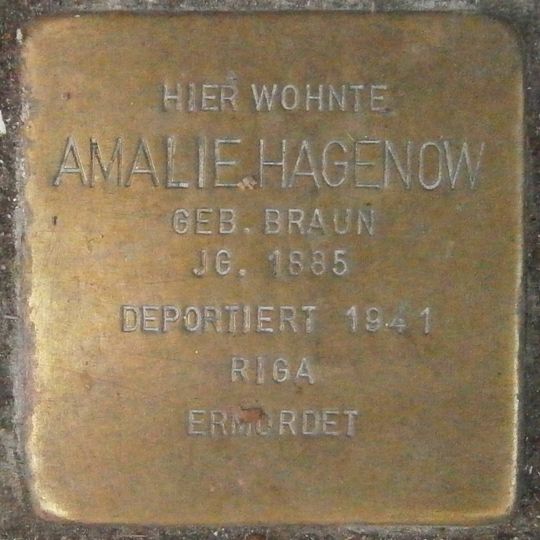 HIER WOHNTE
AMALIE HAGENOW
GEB. BRAUN
JG. 1885
DEPORTIERT 1941
RIGA
ERMORDET